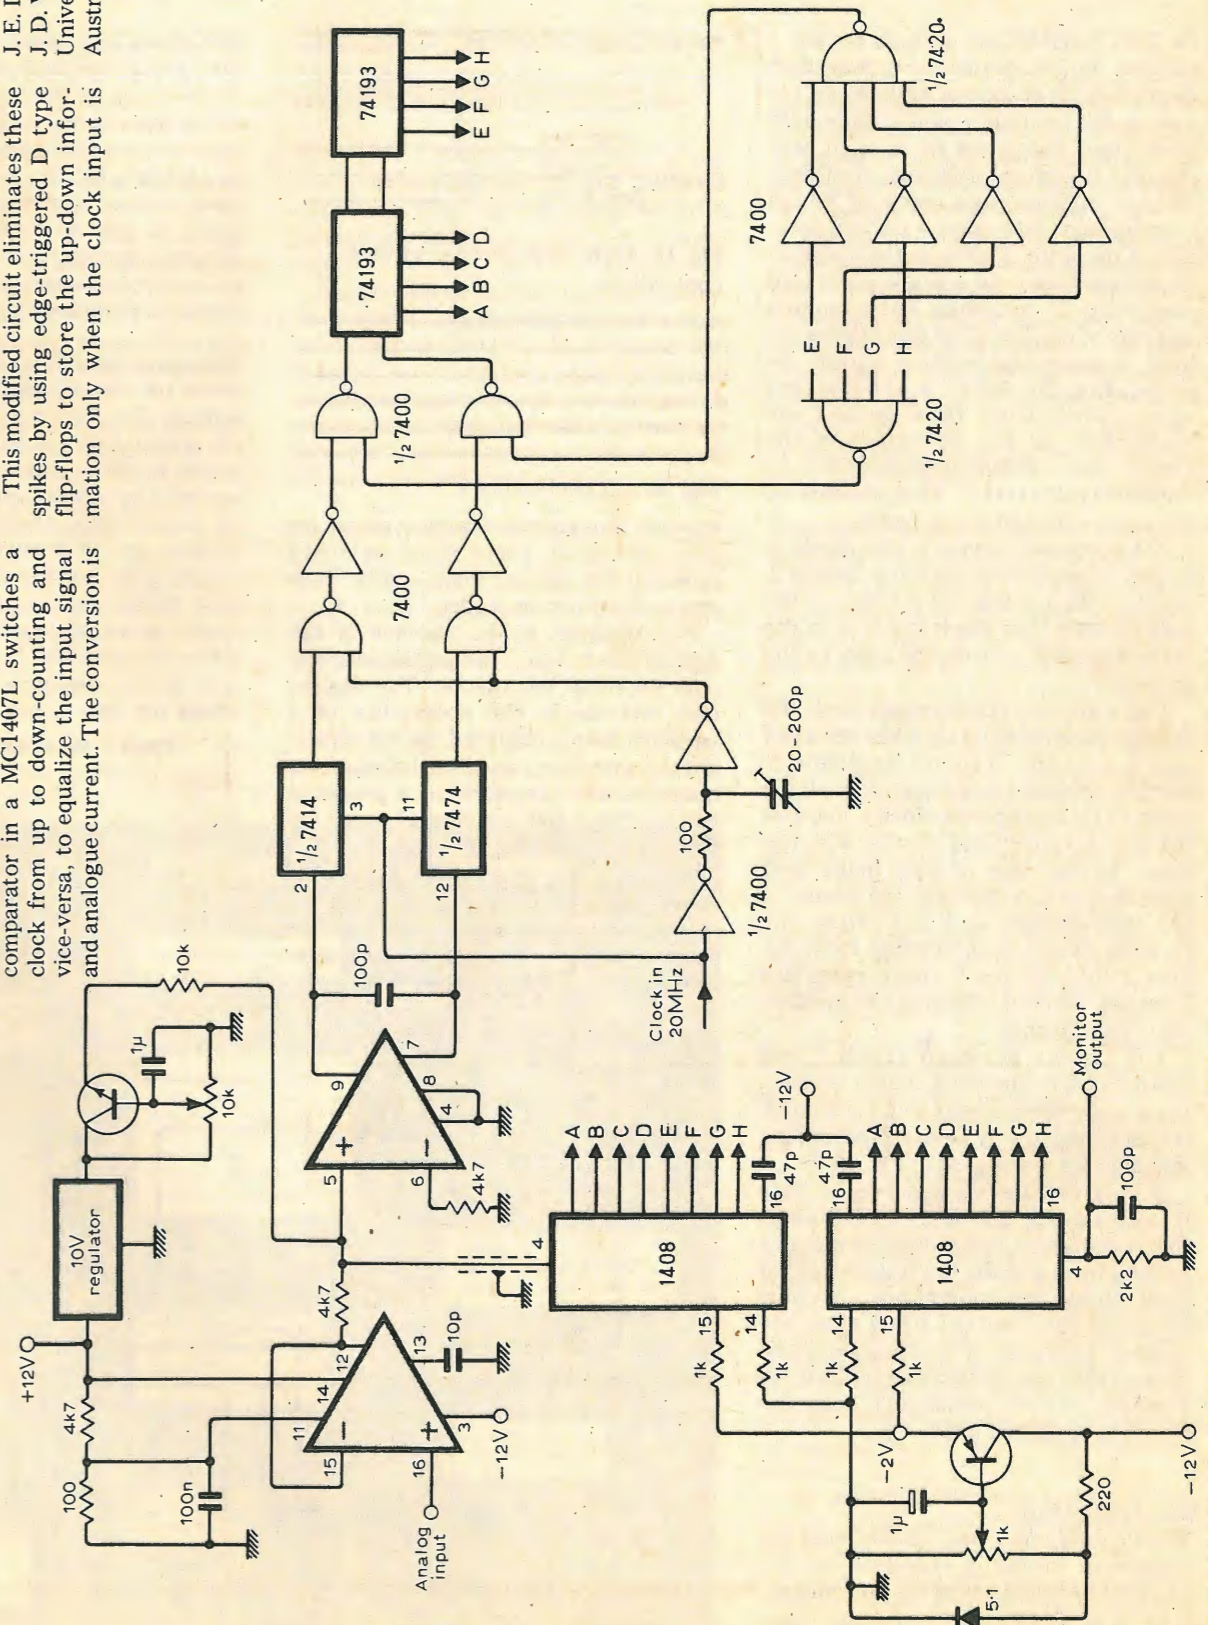 comparator in a MC1407L switches a
clock from up to down-counting and
vice-versa, to equalize the input signal
and analogue current. The conversion is
This modified circuit eliminates these
spikes by using edge-triggered D type
flip-flops to store the up-down infor-
mation only when the clock input is
J. E.
J. D.
Unive
Austr
+12V
10V
regulator
100
4k7
100n
1μ
10k
10k
11
14
12
15
16
13
3
10p
-12V
Analog
input
4k7
5
6
9
7
8
4
4k7
100p
2
12
1/2 7414
3
11
1/2 7474
7400
1/2 7400
74193
74193
A B C D
E F G H
Clock in
20MHz
1/2 7400
100
20-200p
E
F
G
H
1/2 7420
7400
1/2 7420
4
1408
15
14
1k
1k
A
B
C
D
E
F
G
H
16
47p
47p
-12V
16
1408
14
15
1k
1k
A
B
C
D
E
F
G
H
16
4
2k2
100p
Monitor
output
-2V
1μ
1k
220
5·1
-12V